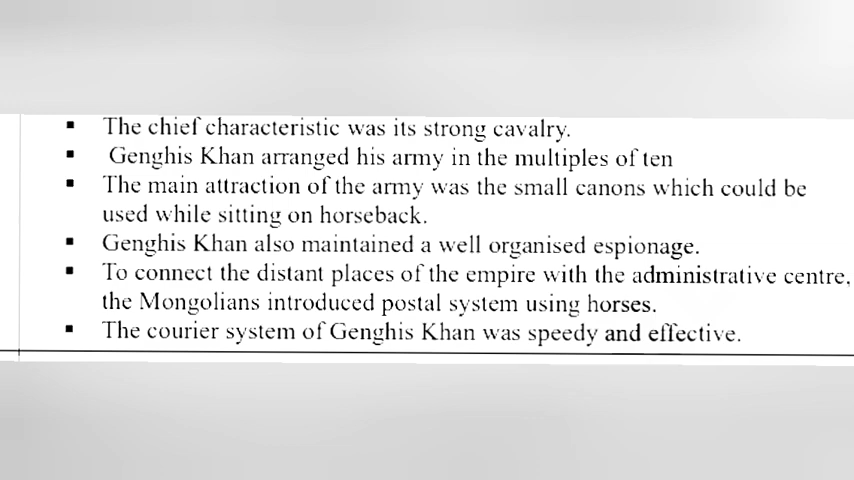 ▪ The chief characteristic was its strong cavalry.
▪ Genghis Khan arranged his army in the multiples of ten
▪ The main attraction of the army was the small canons which could be
used while sitting on horseback.
▪ Genghis Khan also maintained a well organised espionage.
▪ To connect the distant places of the empire with the administrative centre,
the Mongolians introduced postal system using horses.
▪ The courier system of Genghis Khan was speedy and effective.